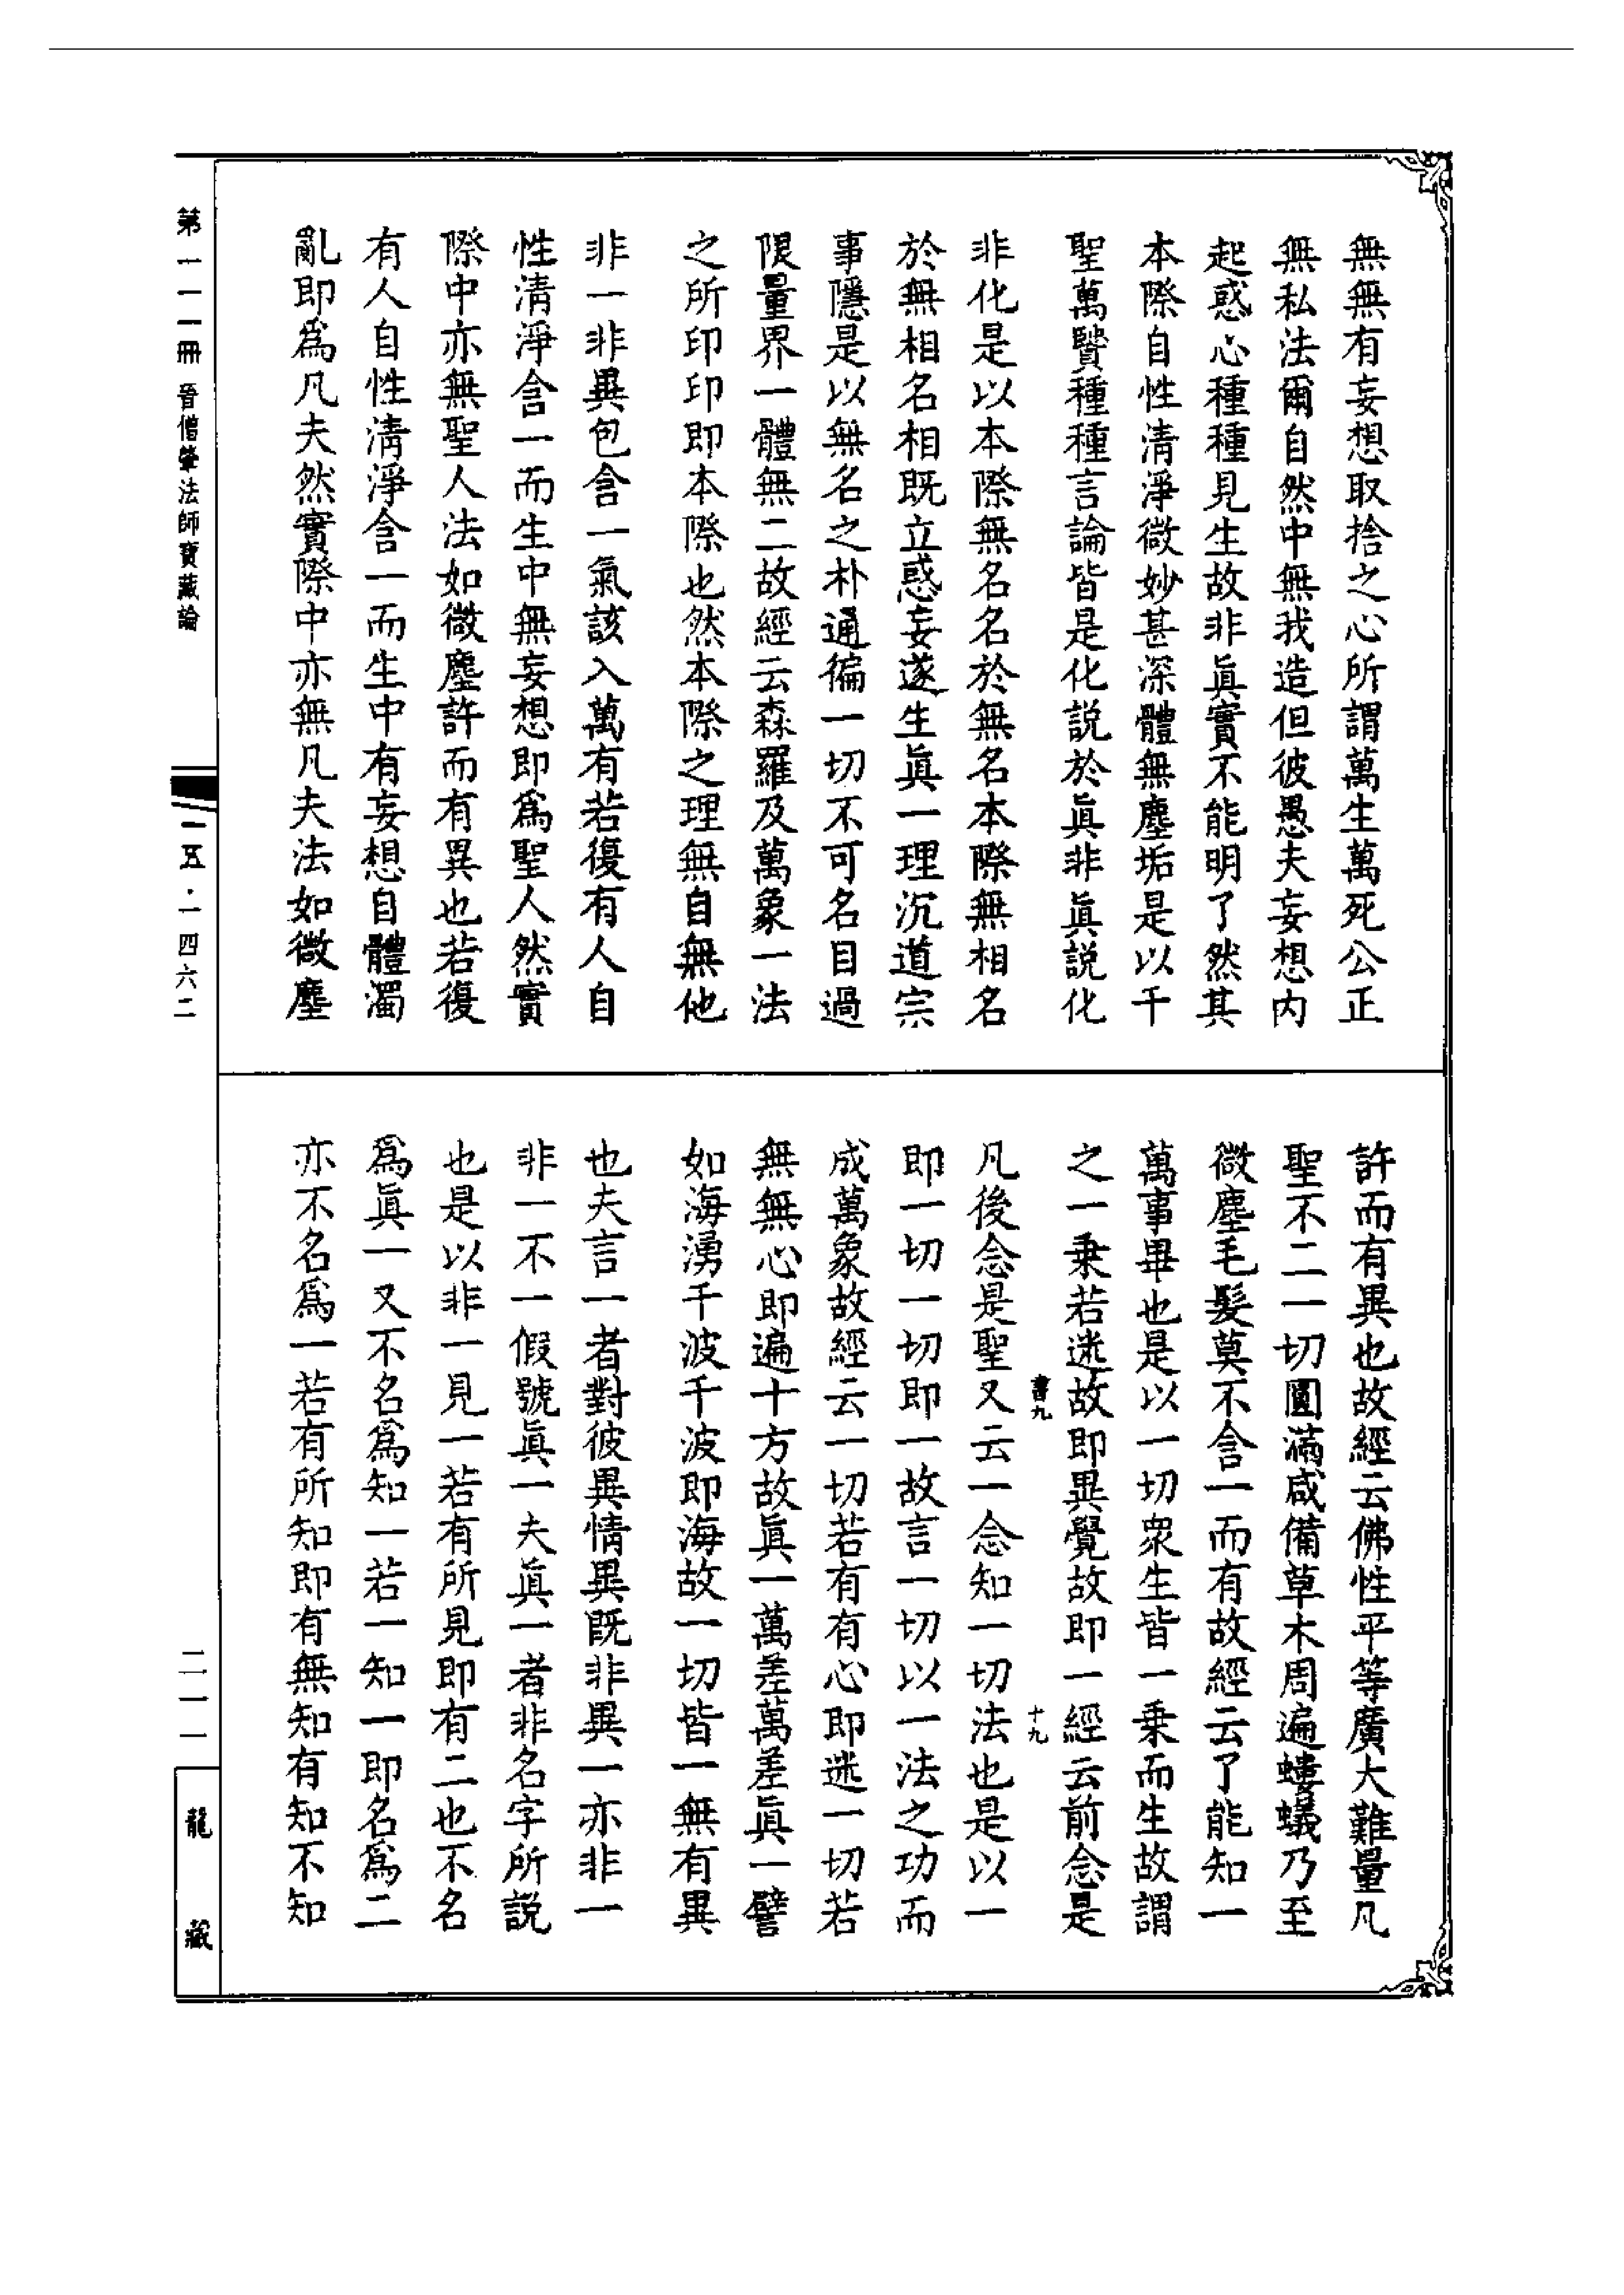 無無有妄想取捨之心所謂萬生萬死公正
無私法爾自然中無我造但彼愚夫妄想內
起惑心種種見生故非眞實不能明了然其
本際自性清淨微妙甚深體無塵垢是以千
聖萬賢種種言論皆是化說於眞非眞說化
非化是以本際無名名於無名本際無相名
於無相名相既立惑妄遂生眞一理沉道宗
事隱是以無名之朴通徧一切不可名目過
限量界一體無二故經云森羅及萬象一法
之所印印即本際也然本際之理無自無他
非一非異包含一氣該入萬有若復有人自
性清淨含一而生中無妄想即爲聖人然實
際中亦無聖人法如微塵許而有異也若復
有人自性清淨含一而生中有妄想自體濁
亂即爲凡夫然實際中亦無凡夫法如微塵
許而有異也故經云佛性平等廣大難量凡
聖不二一切圓滿咸備草木周遍螻蟻乃至
微塵毛髮莫不含一而有故經云了能知一
萬事畢也是以一切衆生皆一乗而生故謂
之一乗若迷故即異覺故即一經云前念是
書九 十九
凡後念是聖又云一念知一切法也是以一
即一切一切即一故言一切以一法之功而
成萬象故經云一切若有有心即迷一切若
無無心即遍十方故眞一萬差萬差眞一譬
如海湧千波千波即海故一切皆一無有異
也夫言一者對彼異情異既非異一亦非一
非一不一假號眞一夫眞一者非名字所說
也是以非一見一若有所見即有二也不名
爲眞一又不名爲知一若一知一即名爲二
亦不名爲一若有所知即有無知有知不知
第一一一冊 晉僧肇法師寶藏論
一五·一四六二
二一一
龍藏